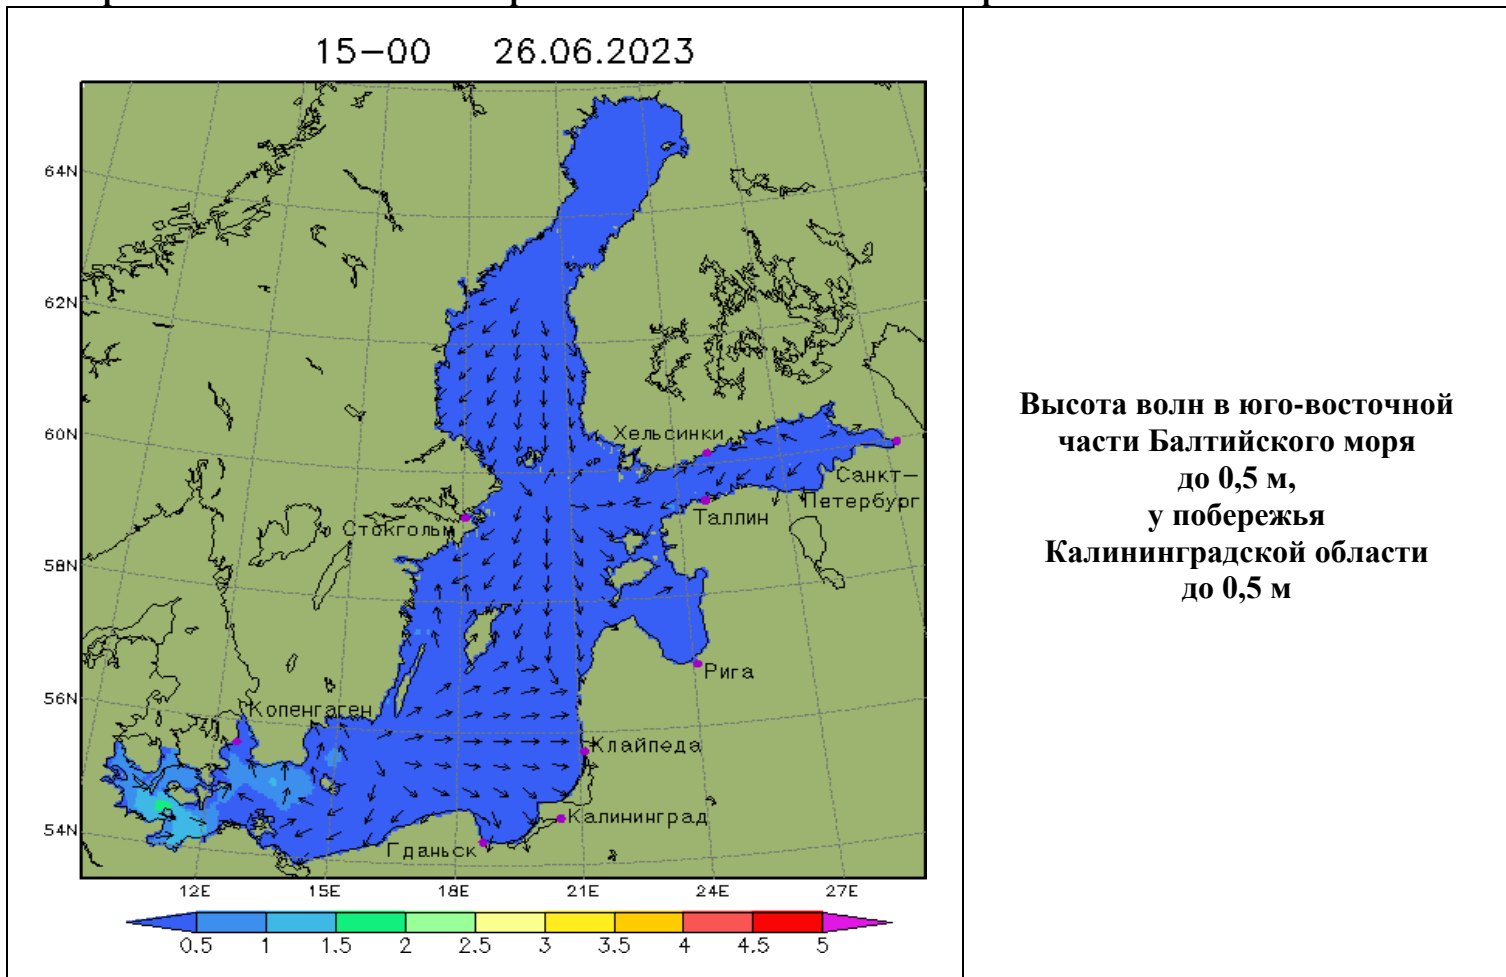 15-00 26.06.2023
64N
62N
60N
58N
56N
54N
Хельсинки
Санкт-
Петербург
Таллин
Стокгольм
Рига
Копенгаген
Клайпеда
Калининград
Гданьск
12E 15E 18E 21E 24E 27E
0.5 1 1.5 2 2.5 3 3.5 4 4.5 5
Высота волн в юго-восточной
части Балтийского моря
до 0,5 м,
у побережья
Калининградской области
до 0,5 м